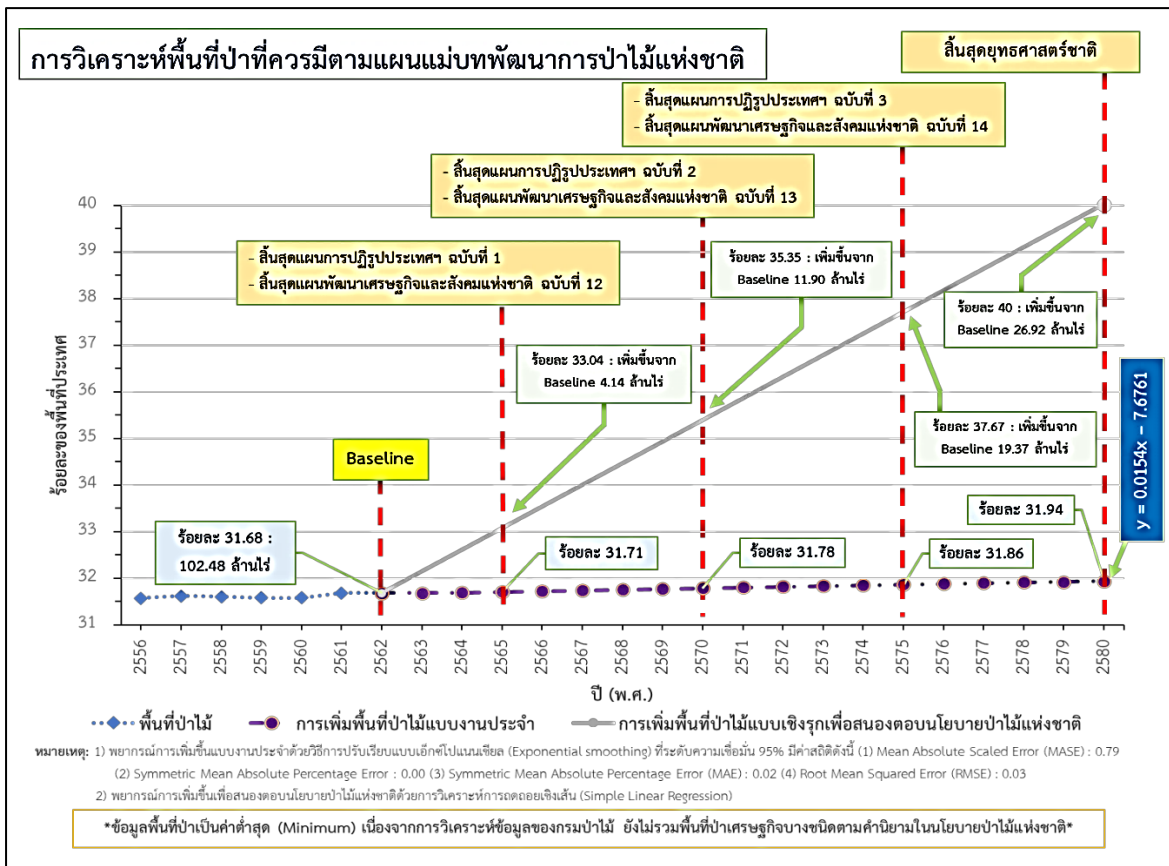 การวิเคราะห์พื้นที่ป่าที่ควรมีตามแผนแม่บทพัฒนาการป่าไม้แห่งชาติ
สิ้นสุดยุทธศาสตร์ชาติ
- สิ้นสุดแผนการปฏิรูปประเทศฯ ฉบับที่ 3
- สิ้นสุดแผนพัฒนาเศรษฐกิจและสังคมแห่งชาติ ฉบับที่ 14
- สิ้นสุดแผนการปฏิรูปประเทศฯ ฉบับที่ 2
- สิ้นสุดแผนพัฒนาเศรษฐกิจและสังคมแห่งชาติ ฉบับที่ 13
- สิ้นสุดแผนการปฏิรูปประเทศฯ ฉบับที่ 1
- สิ้นสุดแผนพัฒนาเศรษฐกิจและสังคมแห่งชาติ ฉบับที่ 12
ร้อยละของพื้นที่ประเทศ
40
39
38
37
36
35
34
33
32
31
ร้อยละ 35.35 : เพิ่มขึ้นจาก
Baseline 11.90 ล้านไร่
ร้อยละ 40 : เพิ่มขึ้นจาก
Baseline 26.92 ล้านไร่
ร้อยละ 33.04 : เพิ่มขึ้นจาก
Baseline 4.14 ล้านไร่
ร้อยละ 37.67 : เพิ่มขึ้นจาก
Baseline 19.37 ล้านไร่
Baseline
y = 0.0154x – 7.6761
ร้อยละ 31.68 :
102.48 ล้านไร่
ร้อยละ 31.71
ร้อยละ 31.78
ร้อยละ 31.86
ร้อยละ 31.94
2556 2557 2558 2559 2560 2561 2562 2563 2564 2565 2566 2567 2568 2569 2570 2571 2572 2573 2574 2575 2576 2577 2578 2579 2580
ปี (พ.ศ.)
พื้นที่ป่าไม้ การเพิ่มพื้นที่ป่าไม้แบบงานประจำ การเพิ่มพื้นที่ป่าไม้แบบเชิงรุกเพื่อสนองตอบนโยบายป่าไม้แห่งชาติ
หมายเหตุ: 1) พยากรณ์การเพิ่มขึ้นแบบงานประจำด้วยวิธีการปรับเรียบแบบเอ็กซ์โปแนนเชียล (Exponential smoothing) ที่ระดับความเชื่อมั่น 95% มีค่าสถิติดังนี้ (1) Mean Absolute Scaled Error (MASE) : 0.79
(2) Symmetric Mean Absolute Percentage Error : 0.00 (3) Symmetric Mean Absolute Percentage Error (MAE) : 0.02 (4) Root Mean Squared Error (RMSE) : 0.03
2) พยากรณ์การเพิ่มขึ้นเพื่อสนองตอบนโยบายป่าไม้แห่งชาติด้วยการวิเคราะห์การถดถอยเชิงเส้น (Simple Linear Regression)
*ข้อมูลพื้นที่ป่าเป็นค่าต่ำสุด (Minimum) เนื่องจากการวิเคราะห์ข้อมูลของกรมป่าไม้ ยังไม่รวมพื้นที่ป่าเศรษฐกิจบางชนิดตามคำนิยามในนโยบายป่าไม้แห่งชาติ*